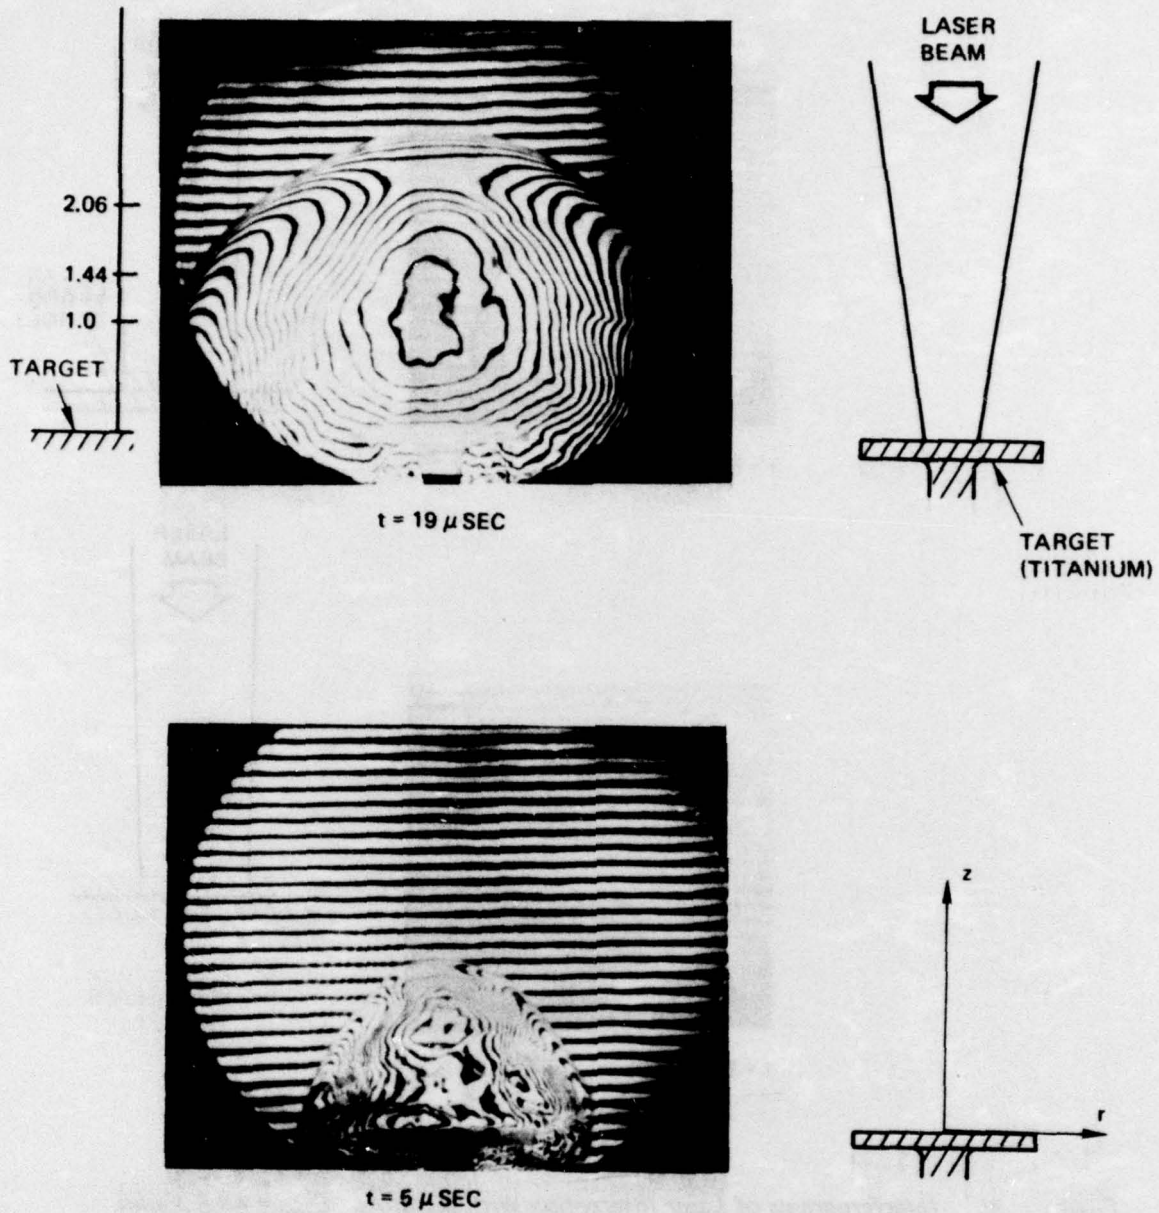 LASER
BEAM
2.06
1.44
1.0
TARGET
t = 19 μ SEC
TARGET
(TITANIUM)
z
r
t = 5 μ SEC